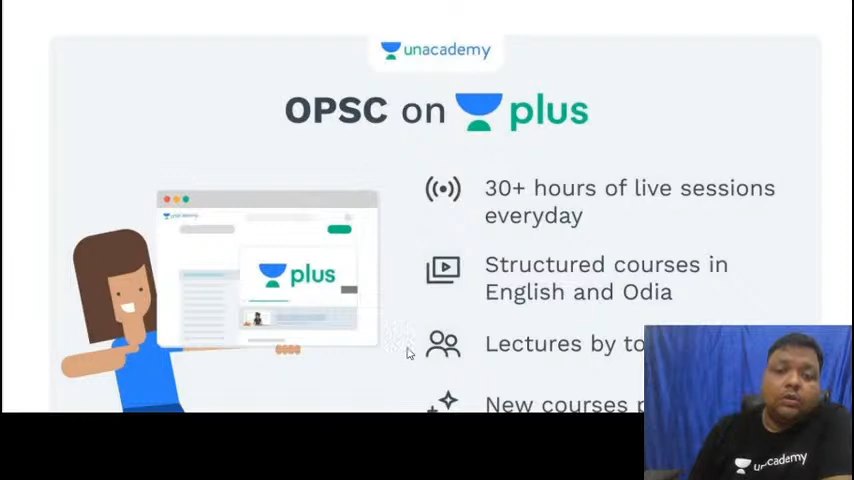 unacademy
OPSC on plus
30+ hours of live sessions
everyday
plus
Structured courses in
English and Odia
Lectures by
New courses
unacademy